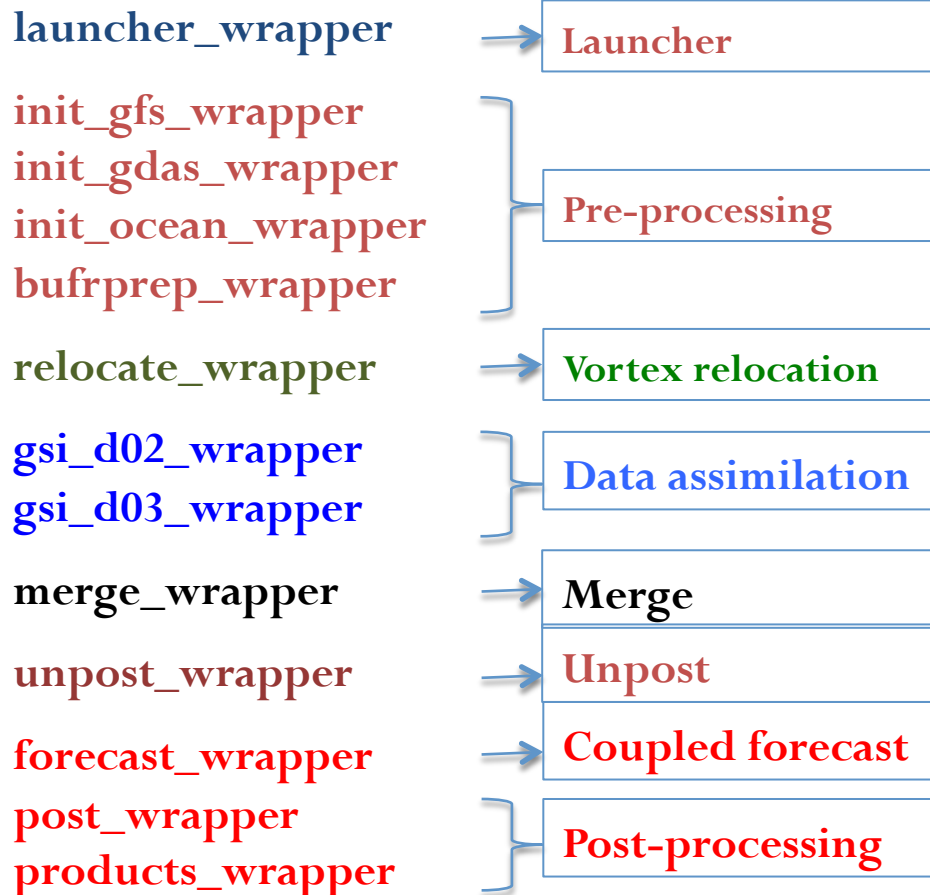 launcher_wrapper
Launcher
init_gfs_wrapper
init_gdas_wrapper
init_ocean_wrapper
bufrprep_wrapper
Pre-processing
relocate_wrapper
Vortex relocation
gsi_d02_wrapper
gsi_d03_wrapper
Data assimilation
merge_wrapper
Merge
unpost_wrapper
Unpost
forecast_wrapper
Coupled forecast
post_wrapper
products_wrapper
Post-processing